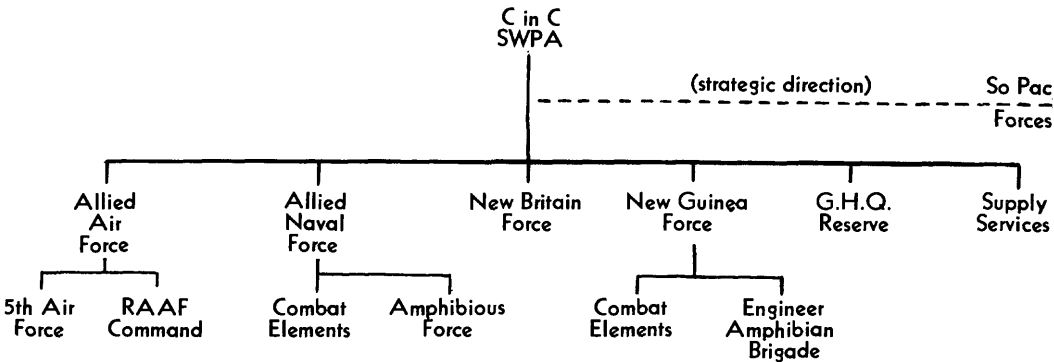 C in C
SWPA
(strategic direction)
So Pac
Forces
Allied
Air
Force
Allied
Naval
Force
New Britain
Force
New Guinea
Force
G.H.Q.
Reserve
Supply
Services
5th Air
Force
RAAF
Command
Combat
Elements
Amphibious
Force
Combat
Elements
Engineer
Amphibian
Brigade